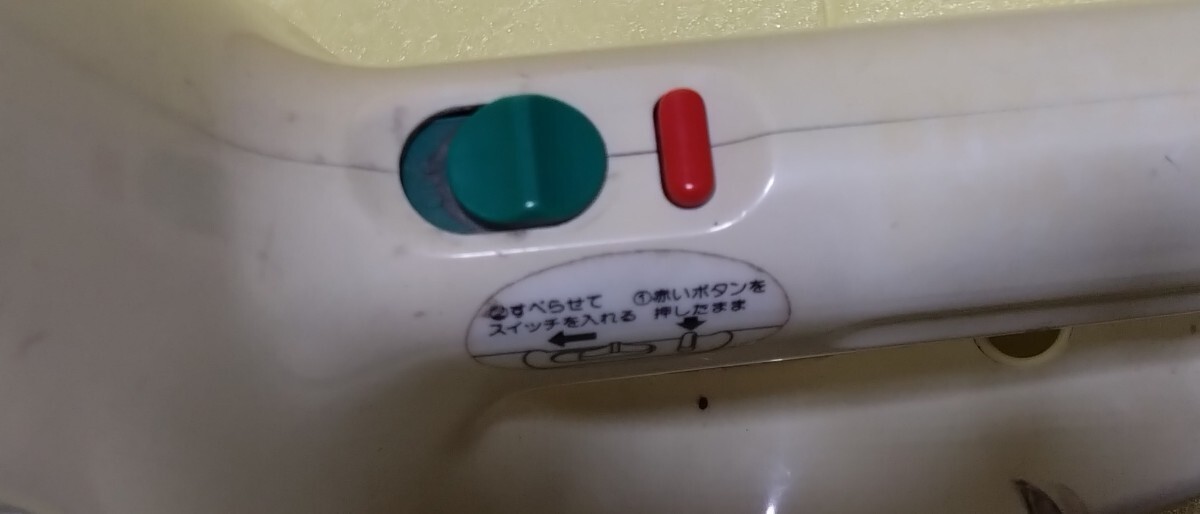 ①赤いボタンを
押したまま
②すべらせて
スイッチを入れる